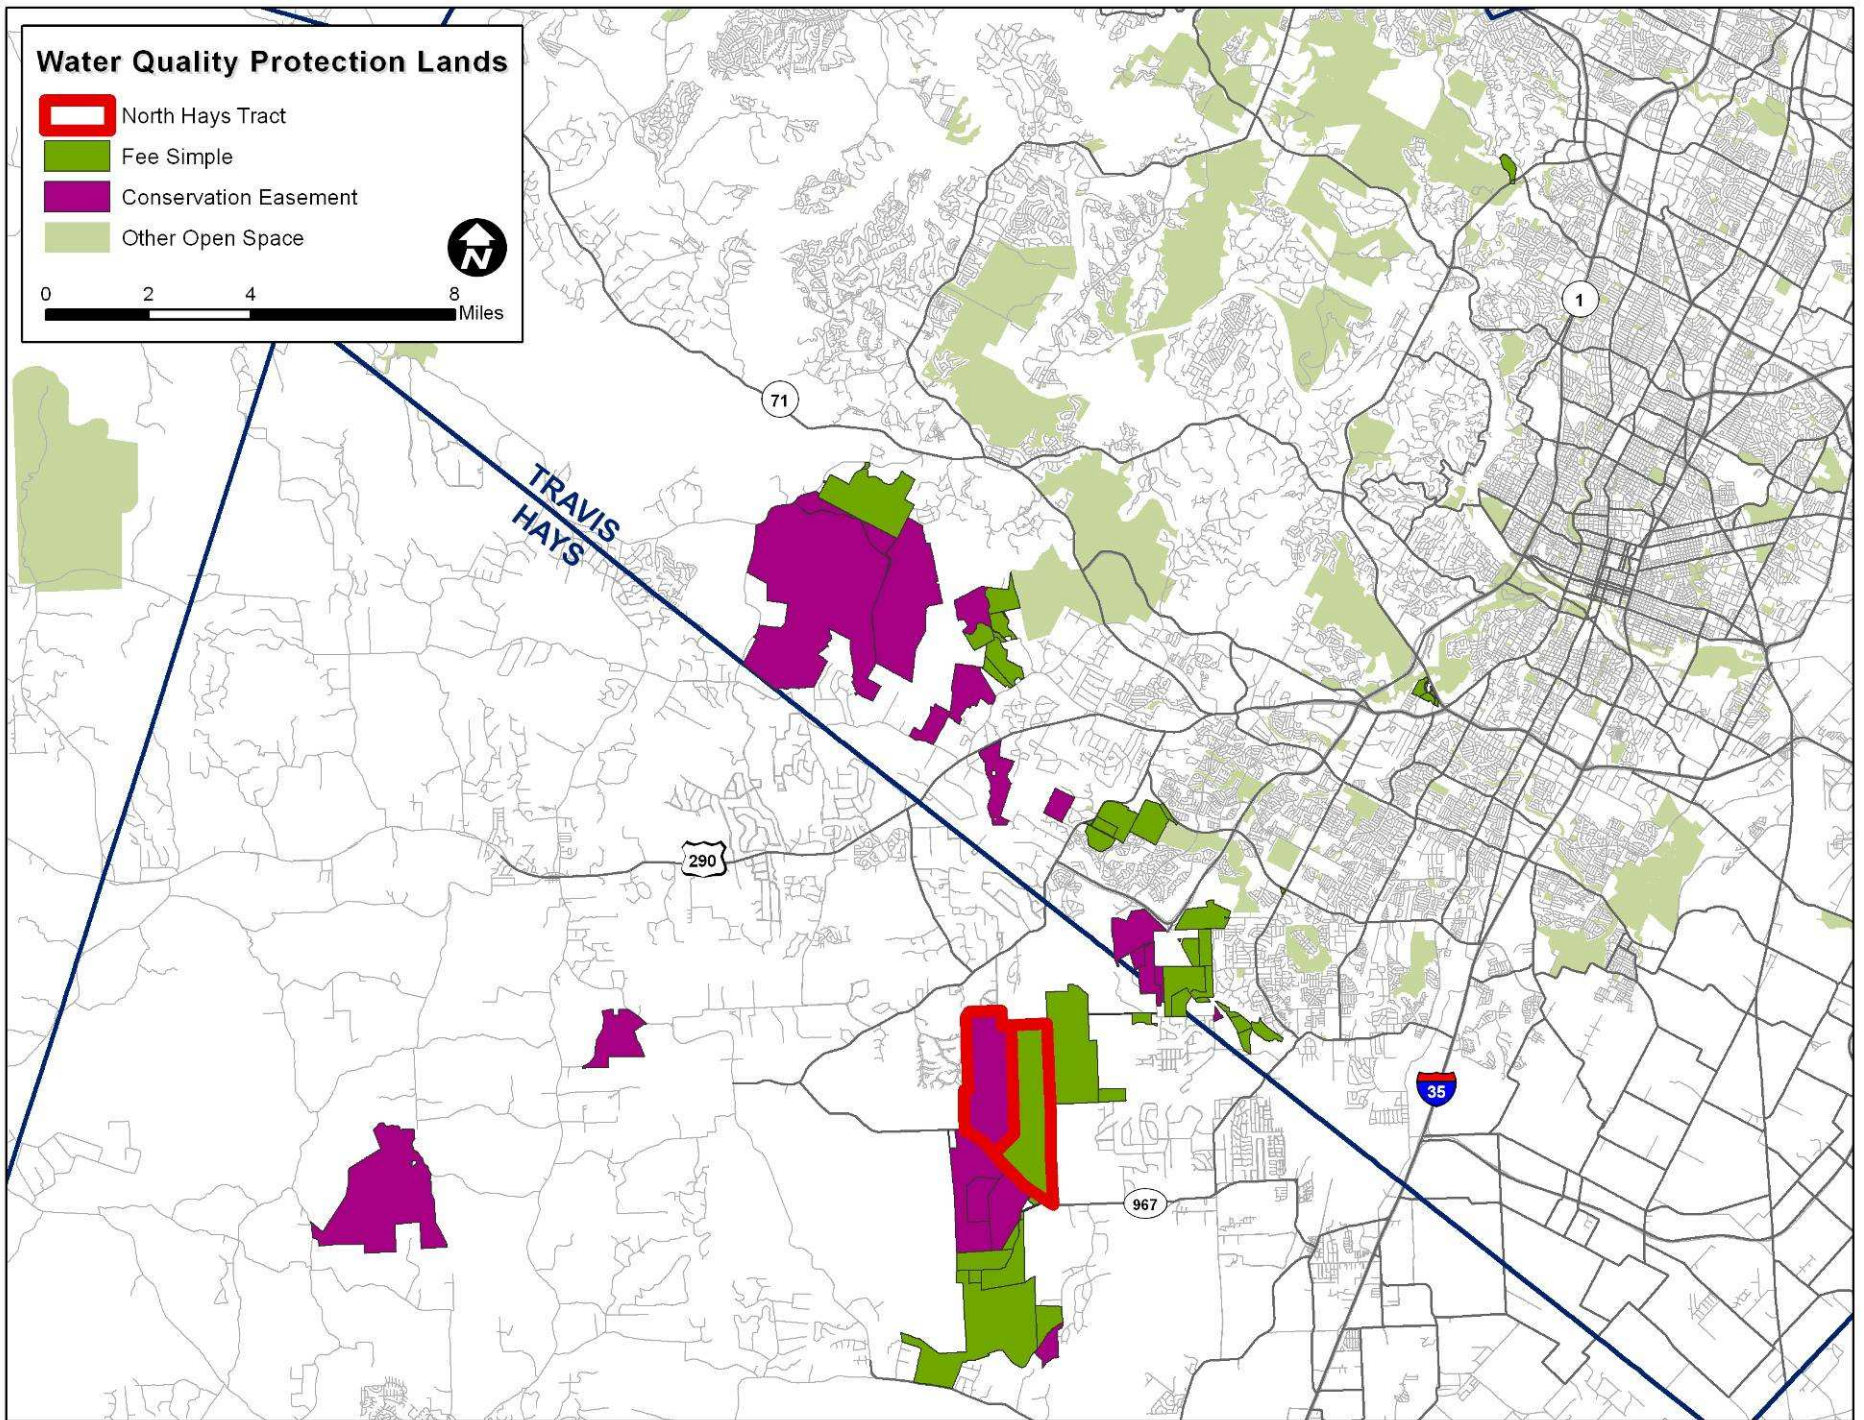 Water Quality Protection Lands
North Hays Tract
Fee Simple
Conservation Easement
Other Open Space
N
0 2 4 8
Miles
1
71
TRAVIS
HAYS
290
35
967